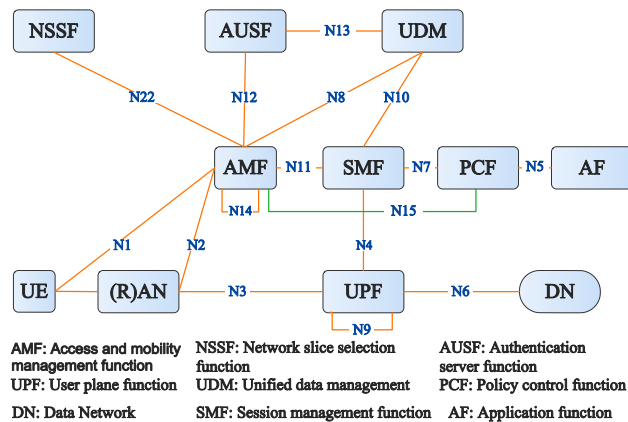 NSSF AUSF N13 UDM
N22 N12 N8 N10
AMF N11 SMF N7 PCF N5 AF
N14 N15
N1 N2 N4
UE (R)AN N3 UPF N6 DN
N9
AMF: Access and mobility
management function
NSSF: Network slice selection
function
AUSF: Authentication
server function
UPF: User plane function
UDM: Unified data management
PCF: Policy control function
DN: Data Network
SMF: Session management function
AF: Application function